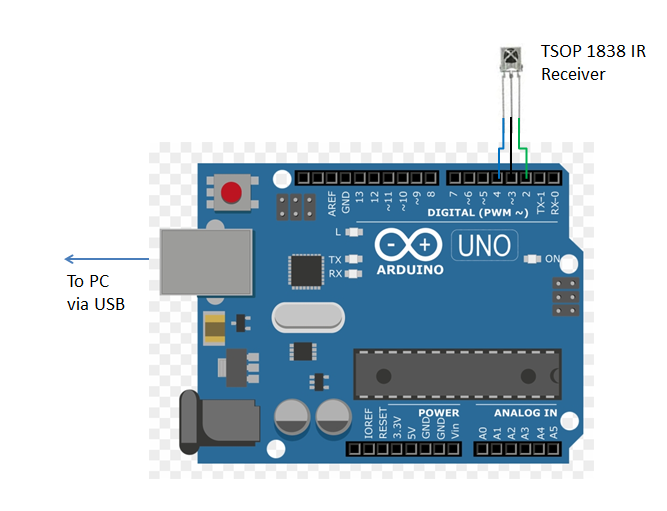 TSOP 1838 IR
Receiver
AREF
GND
13
12
~11
~10
~9
8
7
~6
~5
4
~3
2
TX-1
RX-0
DIGITAL (PWM ~)
L
TX
RX
ARDUINO
UNO
ON
To PC
via USB
POWER
ANALOG IN
IOREF
RESET
3.3V
5V
GND
GND
Vin
A0
A1
A2
A3
A4
A5